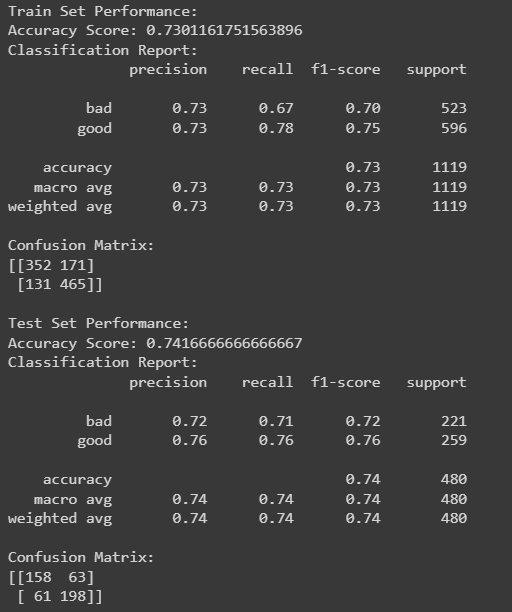 Train Set Performance:
Accuracy Score: 0.7301161751563896
Classification Report:
              precision    recall  f1-score   support

         bad       0.73      0.67      0.70       523
        good       0.73      0.78      0.75       596

    accuracy                           0.73      1119
   macro avg       0.73      0.73      0.73      1119
weighted avg       0.73      0.73      0.73      1119

Confusion Matrix:
[[352 171]
 [131 465]]

Test Set Performance:
Accuracy Score: 0.7416666666666667
Classification Report:
              precision    recall  f1-score   support

         bad       0.72      0.71      0.72       221
        good       0.76      0.76      0.76       259

    accuracy                           0.74       480
   macro avg       0.74      0.74      0.74       480
weighted avg       0.74      0.74      0.74       480

Confusion Matrix:
[[158  63]
 [ 61 198]]